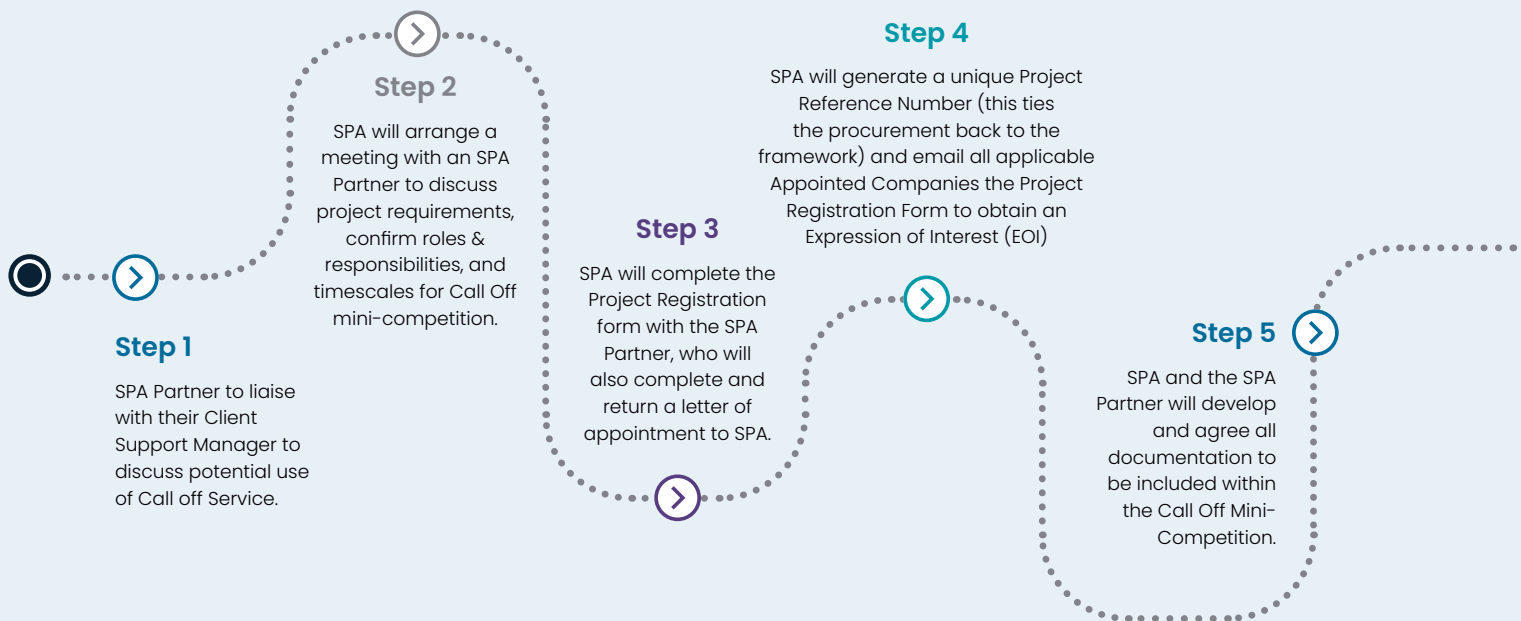 Step 1
SPA Partner to liaise
with their Client
Support Manager to
discuss potential use
of Call off Service.
Step 2
SPA will arrange a
meeting with an SPA
Partner to discuss
project requirements,
confirm roles &
responsibilities, and
timescales for Call Off
mini-competition.
Step 3
SPA will complete the
Project Registration
form with the SPA
Partner, who will
also complete and
return a letter of
appointment to SPA.
Step 4
SPA will generate a unique Project
Reference Number (this ties
the procurement back to the
framework) and email all applicable
Appointed Companies the Project
Registration Form to obtain an
Expression of Interest (EOI)
Step 5
SPA and the SPA
Partner will develop
and agree all
documentation to
be included within
the Call Off Mini-
Competition.